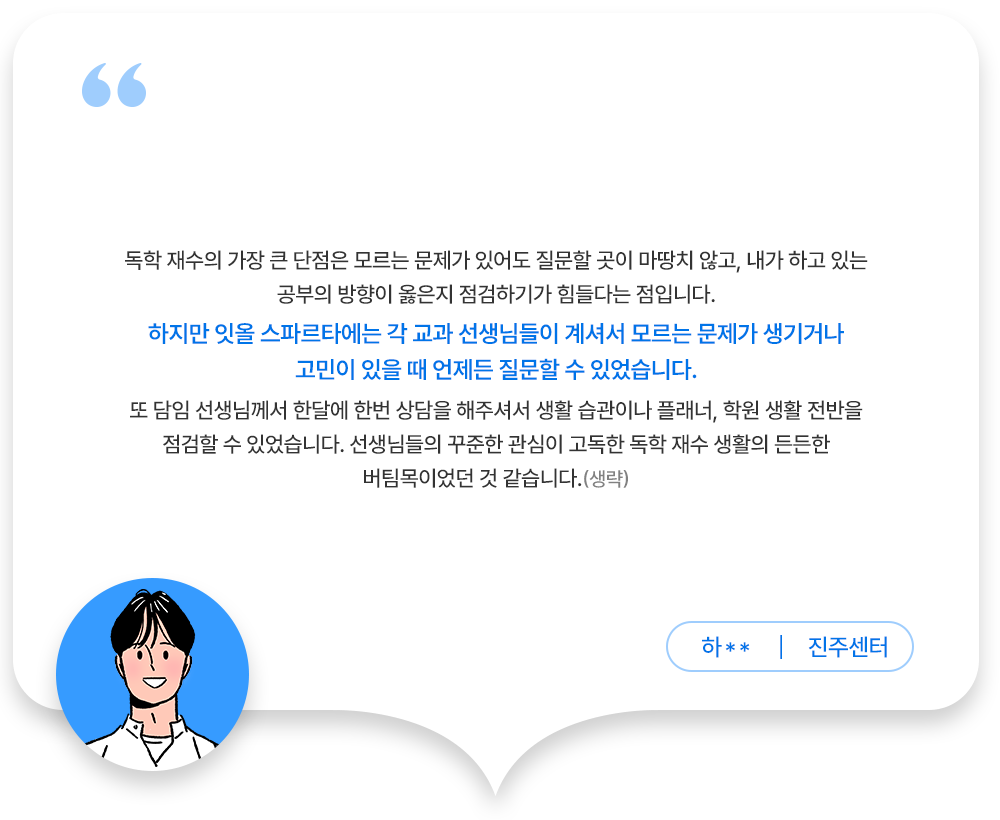 “
독학 재수의 가장 큰 단점은 모르는 문제가 있어도 질문할 곳이 마땅치 않고, 내가 하고 있는
공부의 방향이 옳은지 점검하기가 힘들다는 점입니다.
하지만 잇올 스파르타에는 각 교과 선생님들이 계셔서 모르는 문제가 생기거나
고민이 있을 때 언제든 질문할 수 있었습니다.
또 담임 선생님께서 한달에 한번 상담을 해주셔서 생활 습관이나 플래너, 학원 생활 전반을
점검할 수 있었습니다. 선생님들의 꾸준한 관심이 고독한 독학 재수 생활의 든든한
버팀목이었던 것 같습니다.(생략)
하** | 진주센터